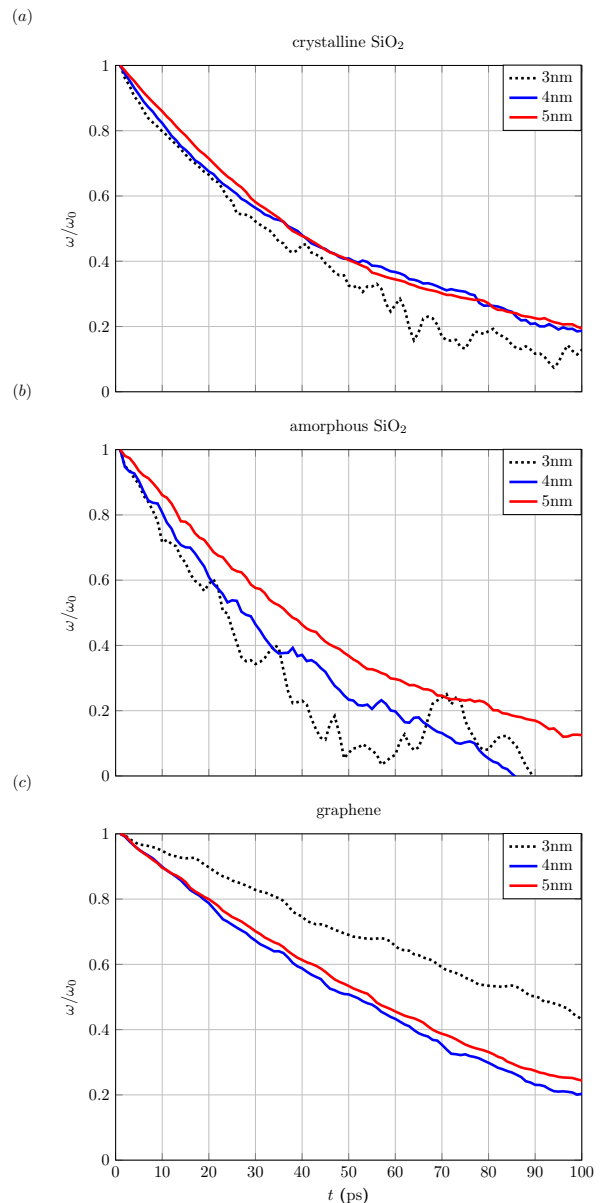 (a)
crystalline SiO₂
1
0.8
0.6
0.4
0.2
0
ω/ω₀
3nm
4nm
5nm
(b)
amorphous SiO₂
1
0.8
0.6
0.4
0.2
0
ω/ω₀
3nm
4nm
5nm
(c)
graphene
1
0.8
0.6
0.4
0.2
0
ω/ω₀
3nm
4nm
5nm
0 10 20 30 40 50 60 70 80 90 100
t (ps)